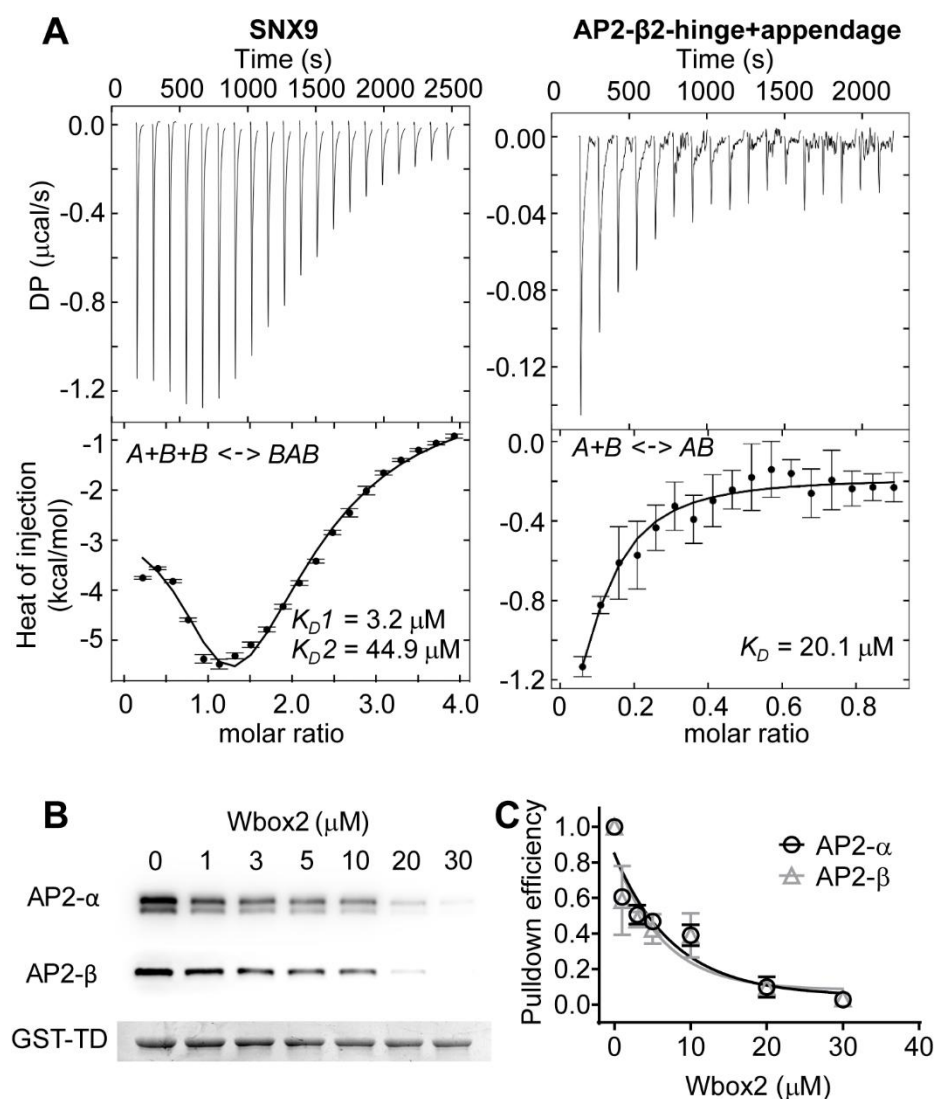 A
SNX9
Time (s)
0 500 1000 1500 2000 2500
0.0
-0.4
-0.8
-1.2
DP (μcal/s)
A+B+B <-> BAB
K_D1 = 3.2 μM
K_D2 = 44.9 μM
-1
-2
-3
-4
-5
Heat of injection
(kcal/mol)
0 1.0 2.0 3.0 4.0
molar ratio
AP2-β2-hinge+appendage
Time (s)
0 500 1000 1500 2000
0.00
-0.04
-0.08
-0.12
A+B <-> AB
K_D = 20.1 μM
0.0
-0.4
-0.8
-1.2
0 0.2 0.4 0.6 0.8
molar ratio
B
Wbox2 (μM)
0 1 3 5 10 20 30
AP2-α
AP2-β
GST-TD
C
Pulldown efficiency
1.0
0.8
0.6
0.4
0.2
0.0
AP2-α
AP2-β
0 10 20 30 40
Wbox2 (μM)